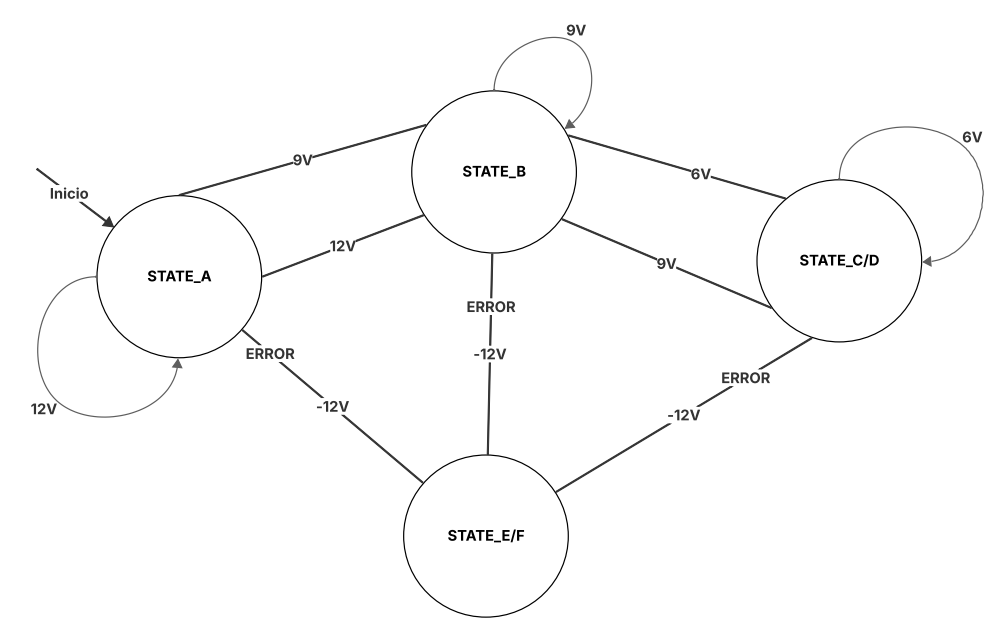 9V
6V
9V
STATE_B
6V
Inicio
12V
9V
STATE_C/D
STATE_A
ERROR
ERROR
-12V
ERROR
12V
-12V
-12V
STATE_E/F